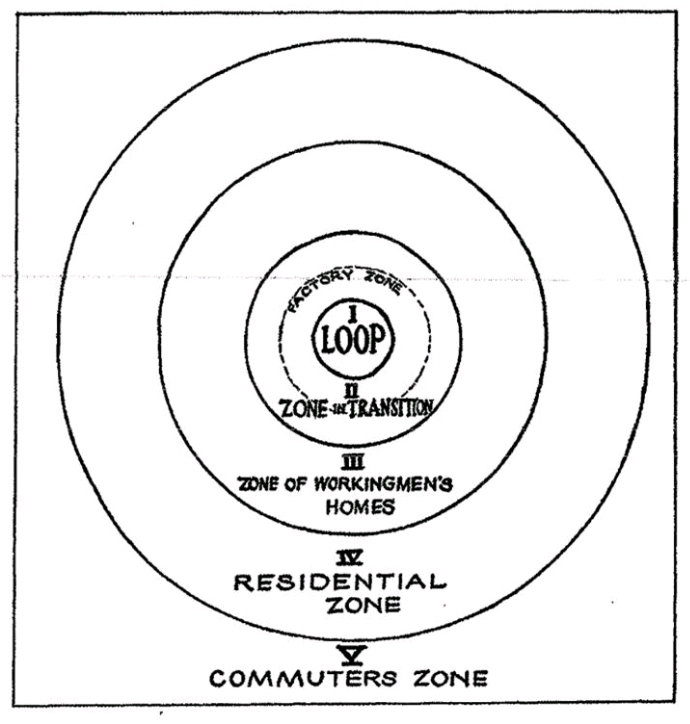 FACTORY ZONE
I
LOOP
II
ZONE IN TRANSITION
III
ZONE OF WORKINGMEN'S
HOMES
IV
RESIDENTIAL
ZONE
V
COMMUTERS ZONE